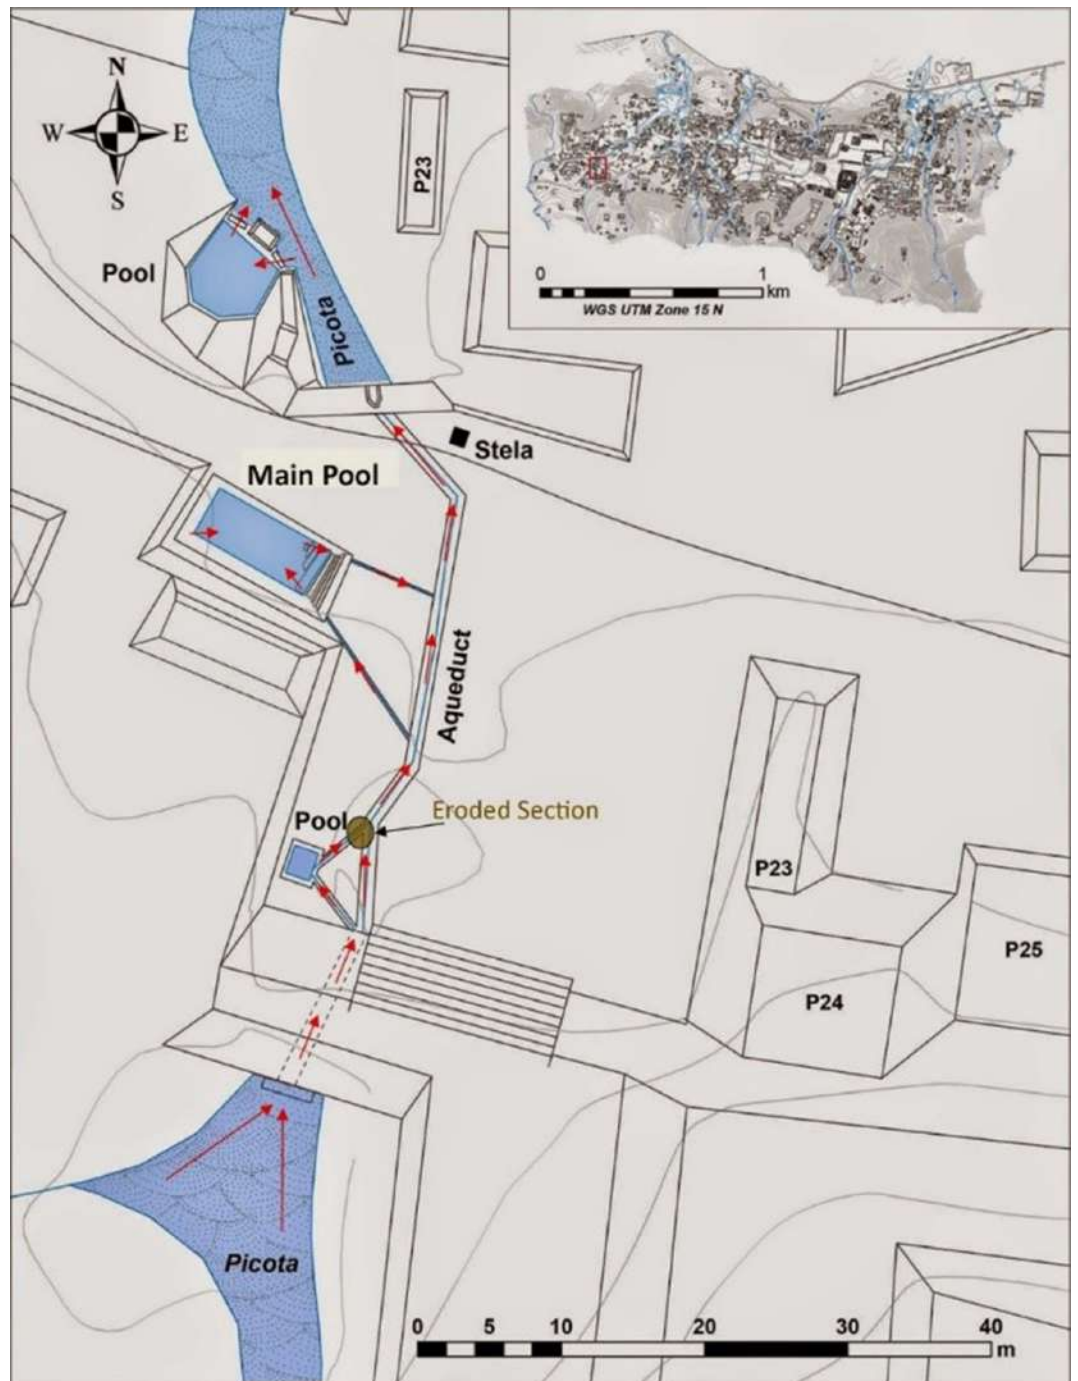 N
W E
S
P23
0 1
km
WGS UTM Zone 15 N
Pool
Picota
Stela
Main Pool
Aqueduct
Eroded Section
Pool
P23
P25
P24
Picota
0 5 10 20 30 40
m